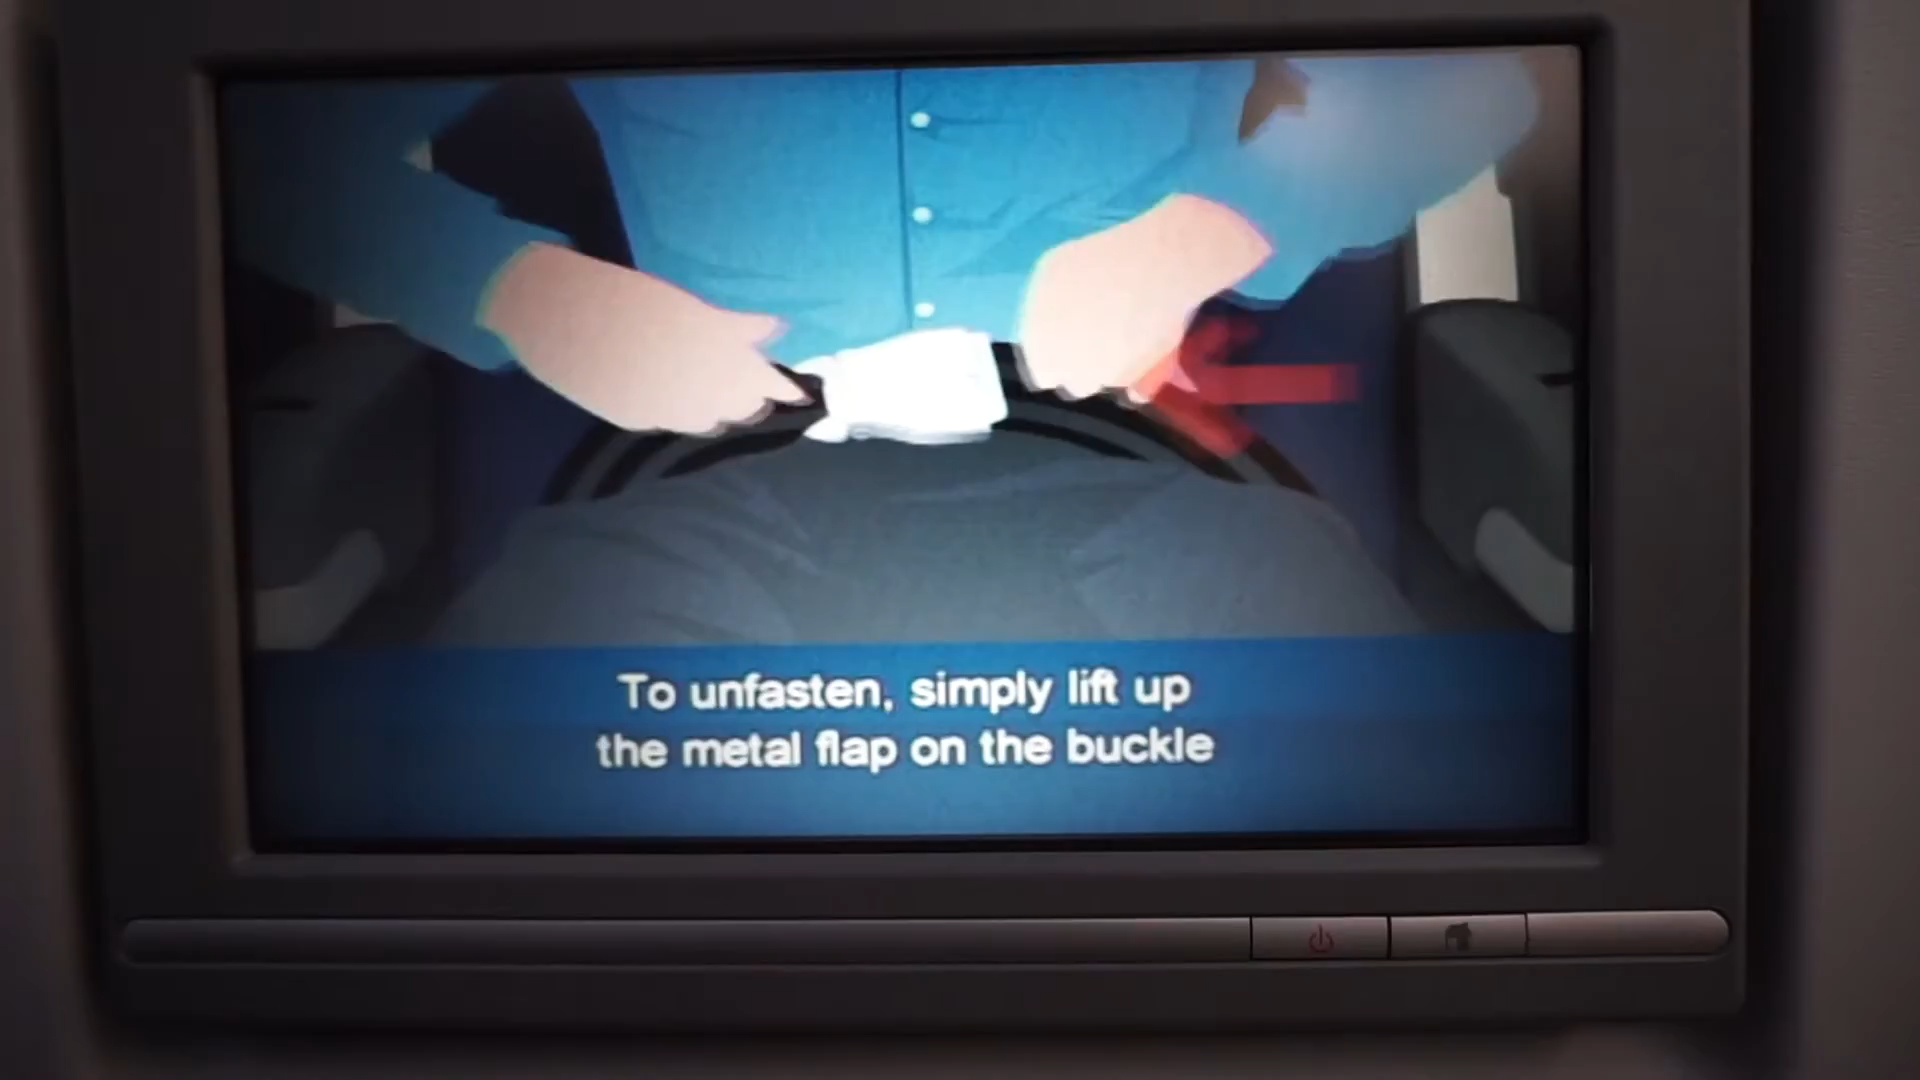 To unfasten, simply lift up
the metal flap on the buckle